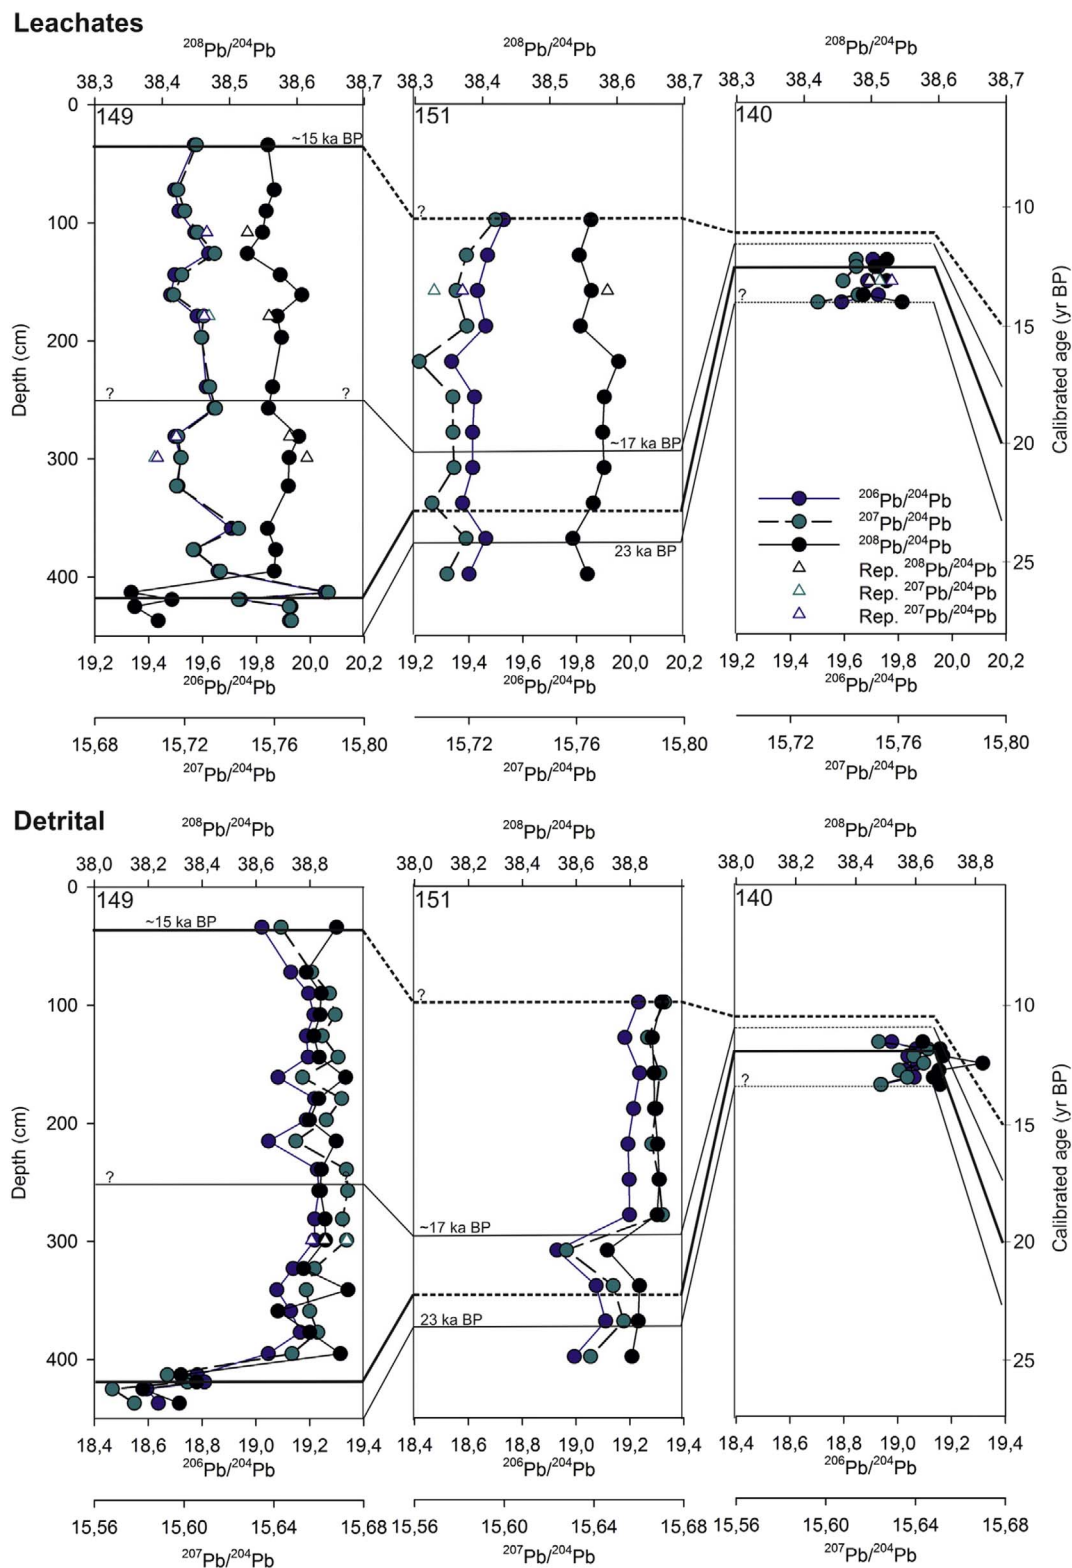 Leachates
208Pb/204Pb 208Pb/204Pb 208Pb/204Pb
38,3 38,4 38,5 38,6 38,7 38,3 38,4 38,5 38,6 38,7 38,3 38,4 38,5 38,6 38,7
0
149 151 140
~15 ka BP
100
?
10
200
?
15
Depth (cm)
Calibrated age (yr BP)
? ?
~17 ka BP
20
300
206Pb/204Pb
207Pb/204Pb
208Pb/204Pb
23 ka BP
25
Rep. 208Pb/204Pb
400
Rep. 207Pb/204Pb
Rep. 207Pb/204Pb
19,2 19,4 19,6 19,8 20,0 19,2 19,4 19,6 19,8 20,0 19,2 19,4 19,6 19,8 20,0 20,2
206Pb/204Pb 206Pb/204Pb 206Pb/204Pb
15,68 15,72 15,76 15,80 15,72 15,76 15,80 15,72 15,76 15,80
207Pb/204Pb 207Pb/204Pb 207Pb/204Pb
Detrital
208Pb/204Pb 208Pb/204Pb 208Pb/204Pb
38,0 38,2 38,4 38,6 38,8 38,0 38,2 38,4 38,6 38,8 38,0 38,2 38,4 38,6 38,8
0
149 151 140
~15 ka BP
100
?
10
200
?
15
Depth (cm)
Calibrated age (yr BP)
?
~17 ka BP
20
300
23 ka BP
400
25
18,4 18,6 18,8 19,0 19,2 19,4 18,6 18,8 19,0 19,2 19,4 18,4 18,6 18,8 19,0 19,2 19,4
206Pb/204Pb 206Pb/204Pb 206Pb/204Pb
15,56 15,60 15,64 15,68 15,56 15,60 15,64 15,68 15,56 15,60 15,64 15,68
207Pb/204Pb 207Pb/204Pb 207Pb/204Pb